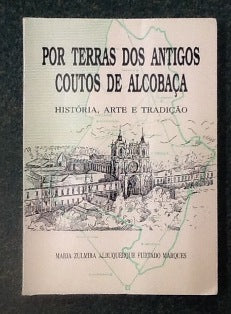 POR TERRAS DOS ANTIGOS
COUTOS DE ALCOBAÇA
HISTÓRIA, ARTE E TRADIÇÃO
MARIA ZULMIRA ALBUQUERQUE FURTADO MARQUES